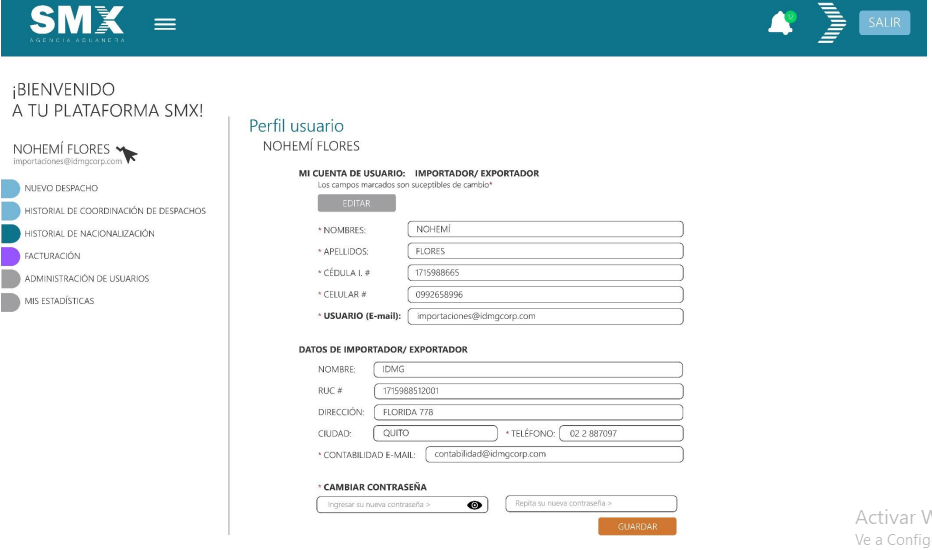 SMX
AGENCIA ADUANERA
SALIR
¡BIENVENIDO
A TU PLATAFORMA SMX!
NOHEMÍ FLORES
importaciones@idmgcorp.com
NUEVO DESPACHO
HISTORIAL DE COORDINACIÓN DE DESPACHOS
HISTORIAL DE NACIONALIZACIÓN
FACTURACIÓN
ADMINISTRACIÓN DE USUARIOS
MIS ESTADÍSTICAS
Perfil usuario
NOHEMÍ FLORES
MI CUENTA DE USUARIO: IMPORTADOR/ EXPORTADOR
Los campos marcados son suceptibles de cambio*
EDITAR
* NOMBRES: NOHEMÍ
* APELLIDOS: FLORES
* CÉDULA I. # 1715988665
* CELULAR # 0992658996
* USUARIO (E-mail): importaciones@idmgcorp.com
DATOS DE IMPORTADOR/ EXPORTADOR
NOMBRE: IDMG
RUC # 1715988512001
DIRECCIÓN: FLORIDA 778
CIUDAD: QUITO * TELÉFONO: 02 2 887097
* CONTABILIDAD E-MAIL: contabilidad@idmgcorp.com
* CAMBIAR CONTRASEÑA
Ingresar su nueva contraseña > Repita su nueva contraseña >
GUARDAR
Activar W
Ve a Config